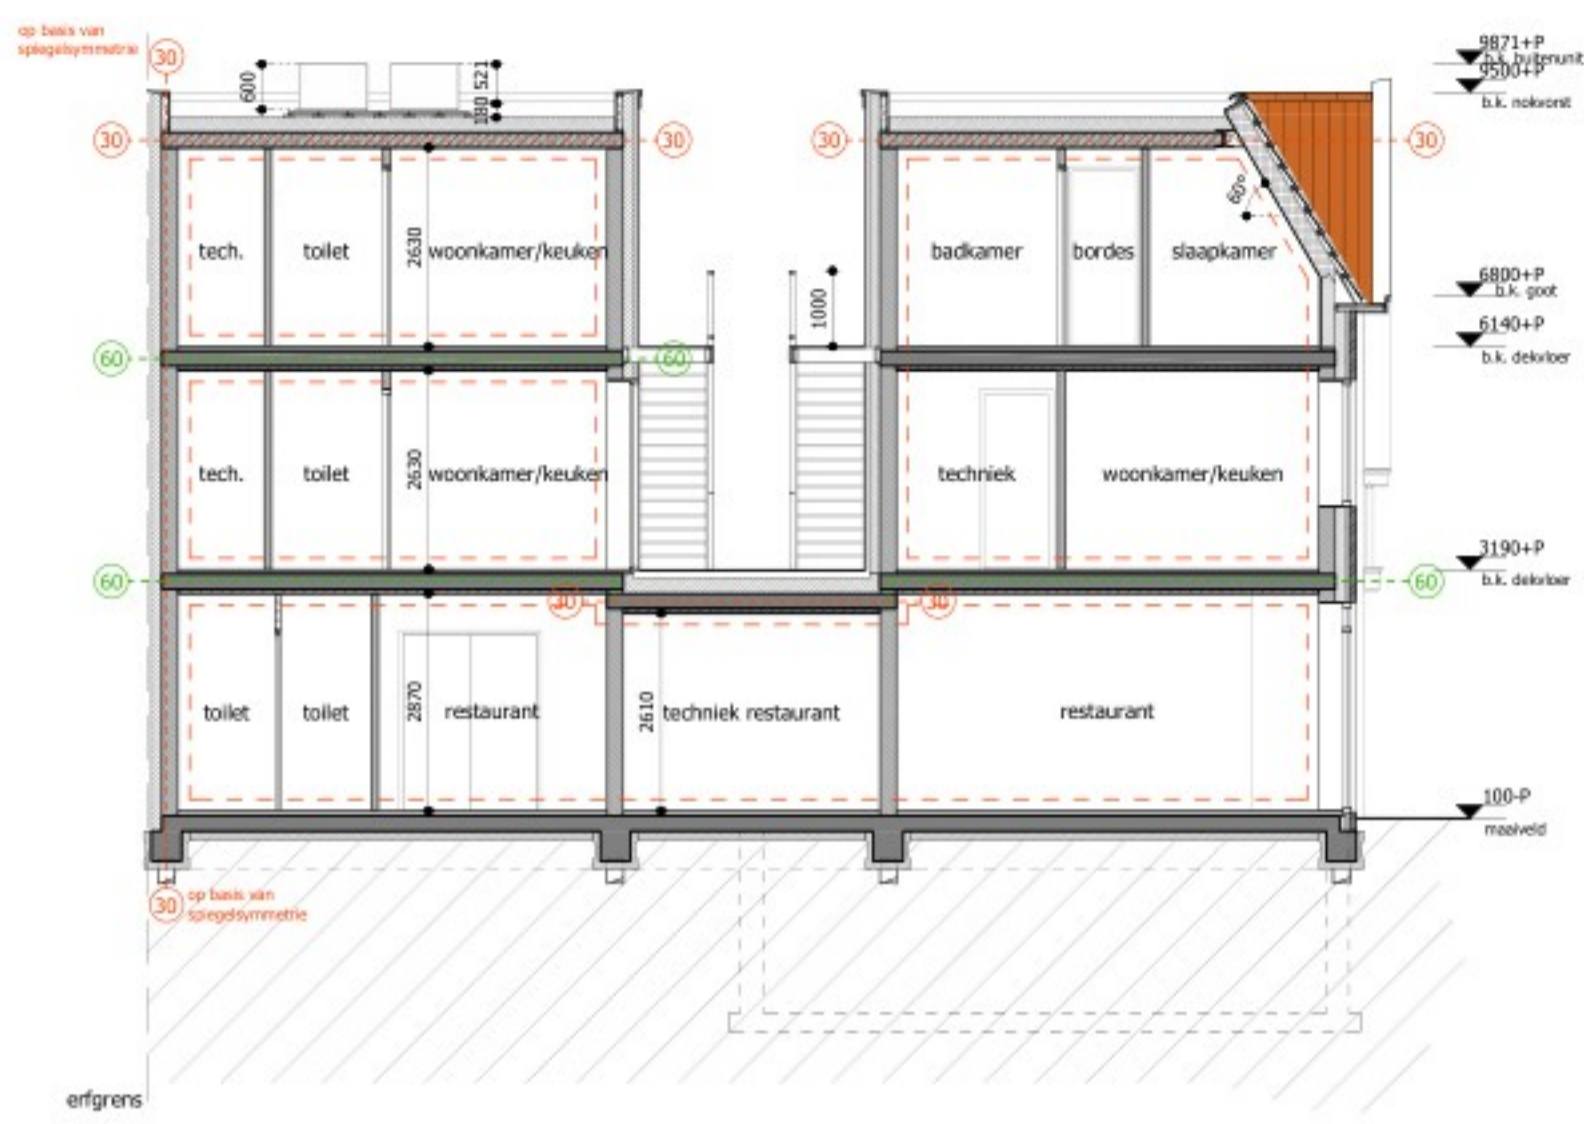 op basis van
spiegelsymmetrie
30
600
521
180
9871+P
b.k. buitenunit
9500+P
b.k. nokvorst
30
30
30
30
60°
tech.
toilet
2630
woonkamer/keuken
badkamer
bordes
slaapkamer
1000
6800+P
b.k. goot
6140+P
b.k. dekvloer
60
60
tech.
toilet
2630
woonkamer/keuken
techniek
woonkamer/keuken
3190+P
b.k. dekvloer
60
60
30
30
toilet
toilet
2870
restaurant
2610
techniek restaurant
restaurant
100-P
maaiveld
30
op basis van
spiegelsymmetrie
erfgrens